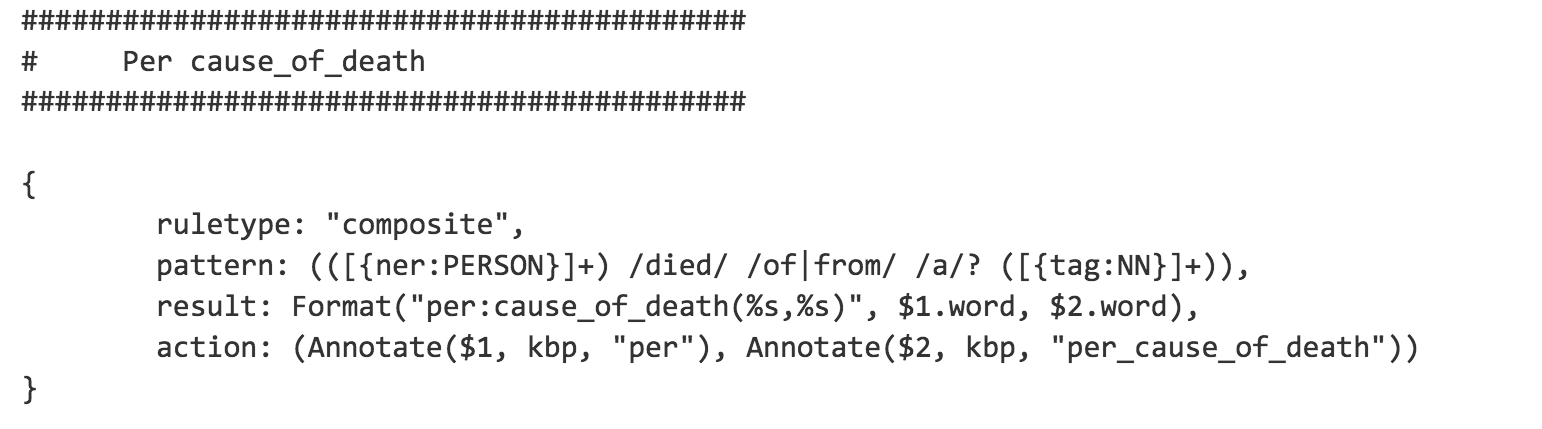 ###########################################
#     Per cause_of_death
###########################################
{
        ruletype: "composite",
        pattern: (([{ner:PERSON}]+) /died/ /of|from/ /a/? ([{tag:NN}]+)),
        result: Format("per:cause_of_death(%s,%s)", $1.word, $2.word),
        action: (Annotate($1, kbp, "per"), Annotate($2, kbp, "per_cause_of_death"))
}